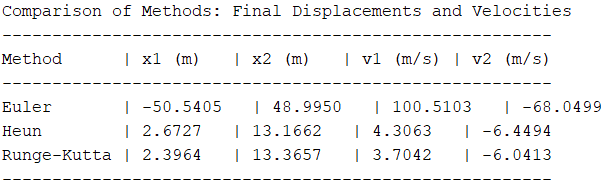 Comparison of Methods: Final Displacements and Velocities
-------------------------------------------------------
Method      | x1 (m)   | x2 (m)   | v1 (m/s) | v2 (m/s)
-------------------------------------------------------
Euler       | -50.5405   | 48.9950   | 100.5103   | -68.0499
Heun        | 2.6727   | 13.1662  | 4.3063   | -6.4494
Runge-Kutta | 2.3964   | 13.3657  | 3.7042   | -6.0413
-------------------------------------------------------